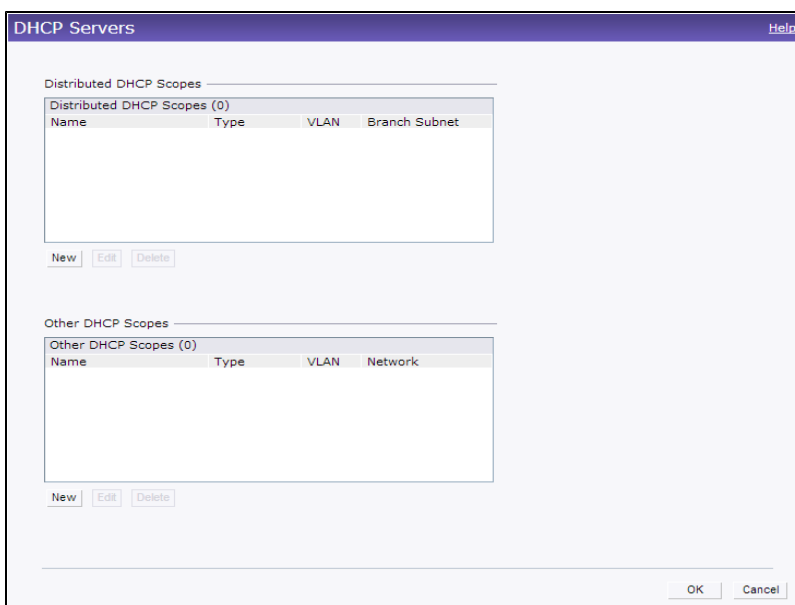 DHCP Servers Help
Distributed DHCP Scopes
Distributed DHCP Scopes (0)
Name Type VLAN Branch Subnet
New Edit Delete
Other DHCP Scopes
Other DHCP Scopes (0)
Name Type VLAN Network
New Edit Delete
OK Cancel